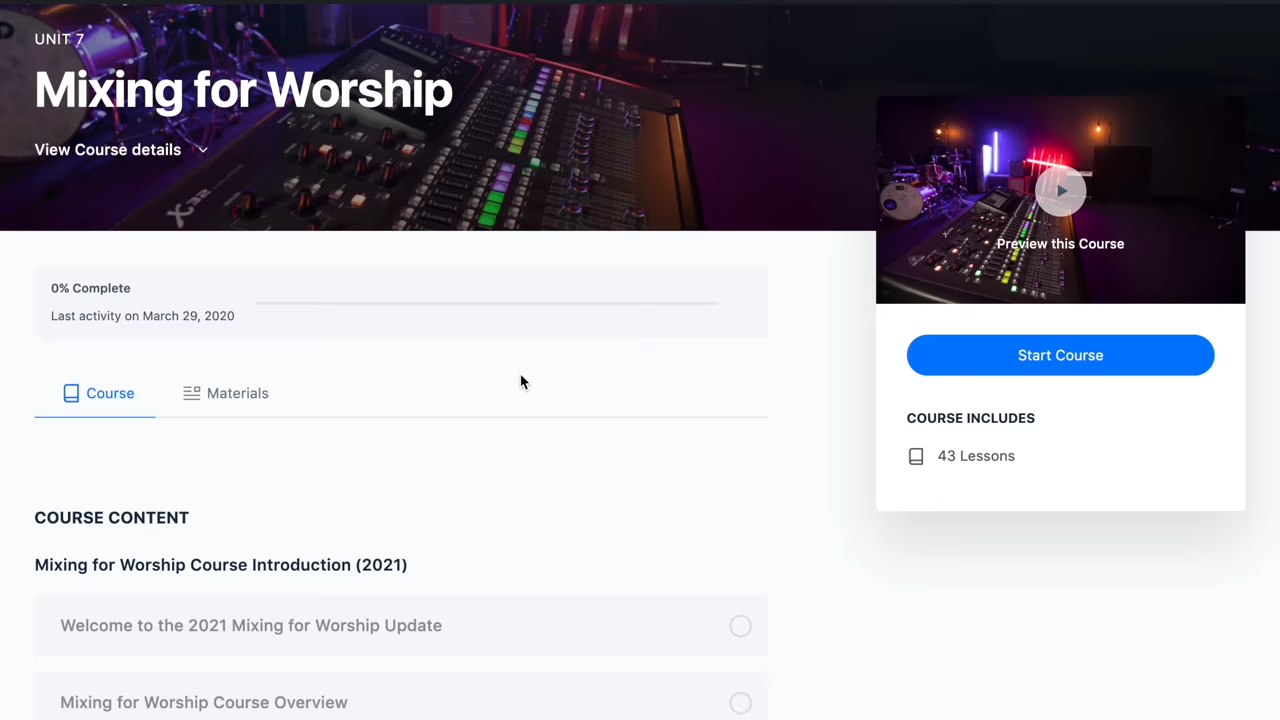 UNIT 7
Mixing for Worship
View Course details
Preview this Course
0% Complete
Last activity on March 29, 2020
Course
Materials
Start Course
COURSE INCLUDES
43 Lessons
COURSE CONTENT
Mixing for Worship Course Introduction (2021)
Welcome to the 2021 Mixing for Worship Update
Mixing for Worship Course Overview